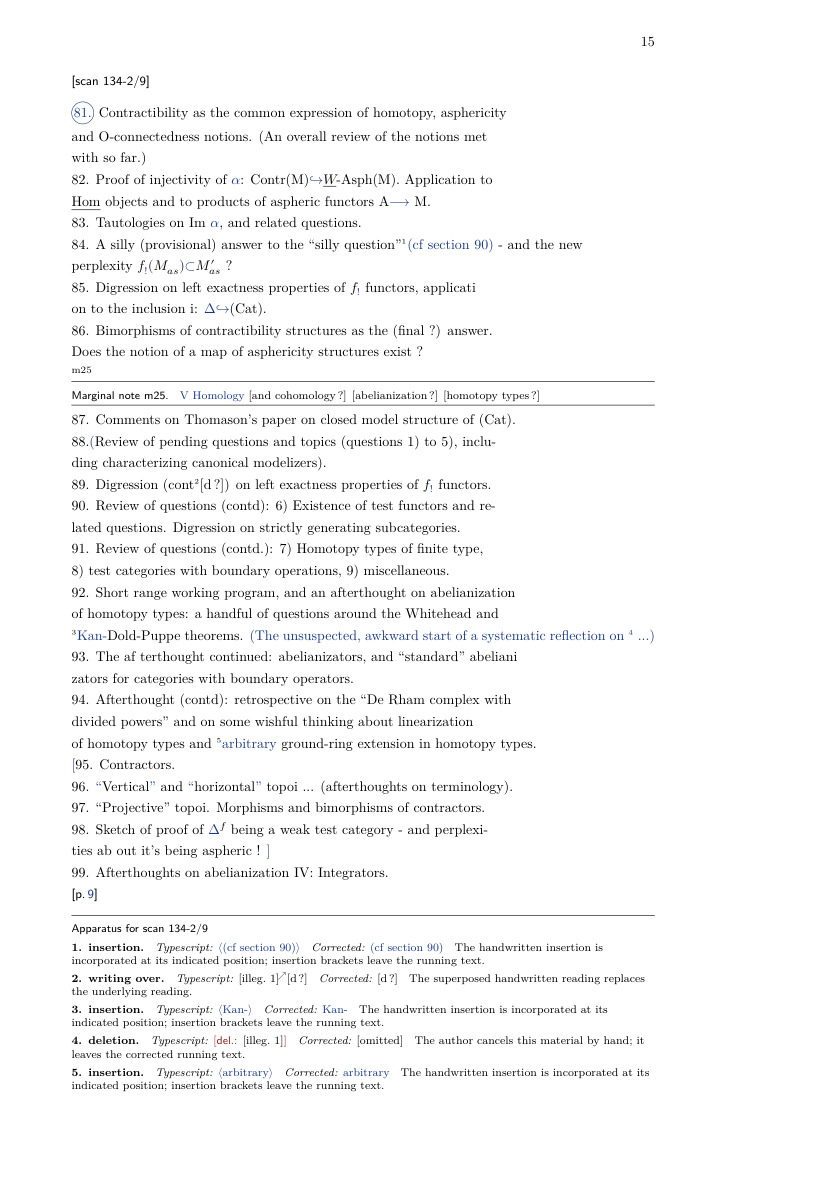 15
[scan 134-2/9]
81. Contractibility as the common expression of homotopy, asphericity
and O-connectedness notions. (An overall review of the notions met
with so far.)
82. Proof of injectivity of α: Contr(M)↪W-Asph(M). Application to
Hom objects and to products of aspheric functors A⟶ M.
83. Tautologies on Im α, and related questions.
84. A silly (provisional) answer to the “silly question”¹(cf section 90) - and the new
perplexity f!(M_as)⊂M′_as ?
85. Digression on left exactness properties of f! functors, applicati
on to the inclusion i: Δ↪(Cat).
86. Bimorphisms of contractibility structures as the (final ?) answer.
Does the notion of a map of asphericity structures exist ?
m25
Marginal note m25. V Homology [and cohomology ?] [abelianization ?] [homotopy types ?]
87. Comments on Thomason’s paper on closed model structure of (Cat).
88.(Review of pending questions and topics (questions 1) to 5), inclu-
ding characterizing canonical modelizers).
89. Digression (cont²[d ?]) on left exactness properties of f! functors.
90. Review of questions (contd): 6) Existence of test functors and re-
lated questions. Digression on strictly generating subcategories.
91. Review of questions (contd.): 7) Homotopy types of finite type,
8) test categories with boundary operations, 9) miscellaneous.
92. Short range working program, and an afterthought on abelianization
of homotopy types: a handful of questions around the Whitehead and
³Kan-Dold-Puppe theorems. (The unsuspected, awkward start of a systematic reflection on ⁴ ...)
93. The af terthought continued: abelianizators, and “standard” abeliani
zators for categories with boundary operators.
94. Afterthought (contd): retrospective on the “De Rham complex with
divided powers” and on some wishful thinking about linearization
of homotopy types and ⁵arbitrary ground-ring extension in homotopy types.
[95. Contractors.
96. “Vertical” and “horizontal” topoi ... (afterthoughts on terminology).
97. “Projective” topoi. Morphisms and bimorphisms of contractors.
98. Sketch of proof of Δᶠ being a weak test category - and perplexi-
ties ab out it’s being aspheric ! ]
99. Afterthoughts on abelianization IV: Integrators.
[p. 9]
Apparatus for scan 134-2/9
1. insertion. Typescript: ⟨(cf section 90)⟩ Corrected: (cf section 90) The handwritten insertion is
incorporated at its indicated position; insertion brackets leave the running text.
2. writing over. Typescript: [illeg. 1]↗[d ?] Corrected: [d ?] The superposed handwritten reading replaces
the underlying reading.
3. insertion. Typescript: ⟨Kan-⟩ Corrected: Kan- The handwritten insertion is incorporated at its
indicated position; insertion brackets leave the running text.
4. deletion. Typescript: [del.: [illeg. 1]] Corrected: [omitted] The author cancels this material by hand; it
leaves the corrected running text.
5. insertion. Typescript: ⟨arbitrary⟩ Corrected: arbitrary The handwritten insertion is incorporated at its
indicated position; insertion brackets leave the running text.